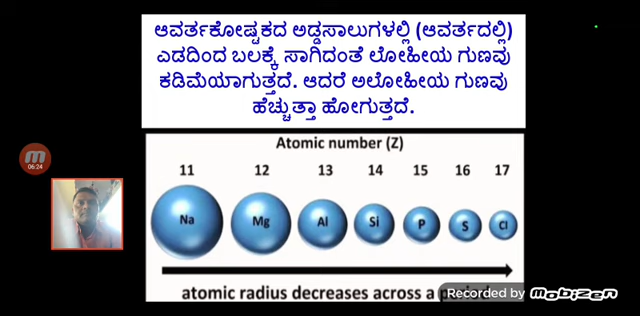 ಆವರ್ತಕೋಷ್ಟಕದ ಅಡ್ಡಸಾಲುಗಳಲ್ಲಿ (ಆವರ್ತದಲ್ಲಿ)
ಎಡದಿಂದ ಬಲಕ್ಕೆ ಸಾಗಿದಂತೆ ಲೋಹೀಯ ಗುಣವು
ಕಡಿಮೆಯಾಗುತ್ತದೆ. ಆದರೆ ಅಲೋಹೀಯ ಗುಣವು
ಹೆಚ್ಚುತ್ತಾ ಹೋಗುತ್ತದೆ.
Atomic number (Z)
11 12 13 14 15 16 17
Na Mg Al Si P S Cl
atomic radius decreases across a
06:24
Recorded by Mobizen